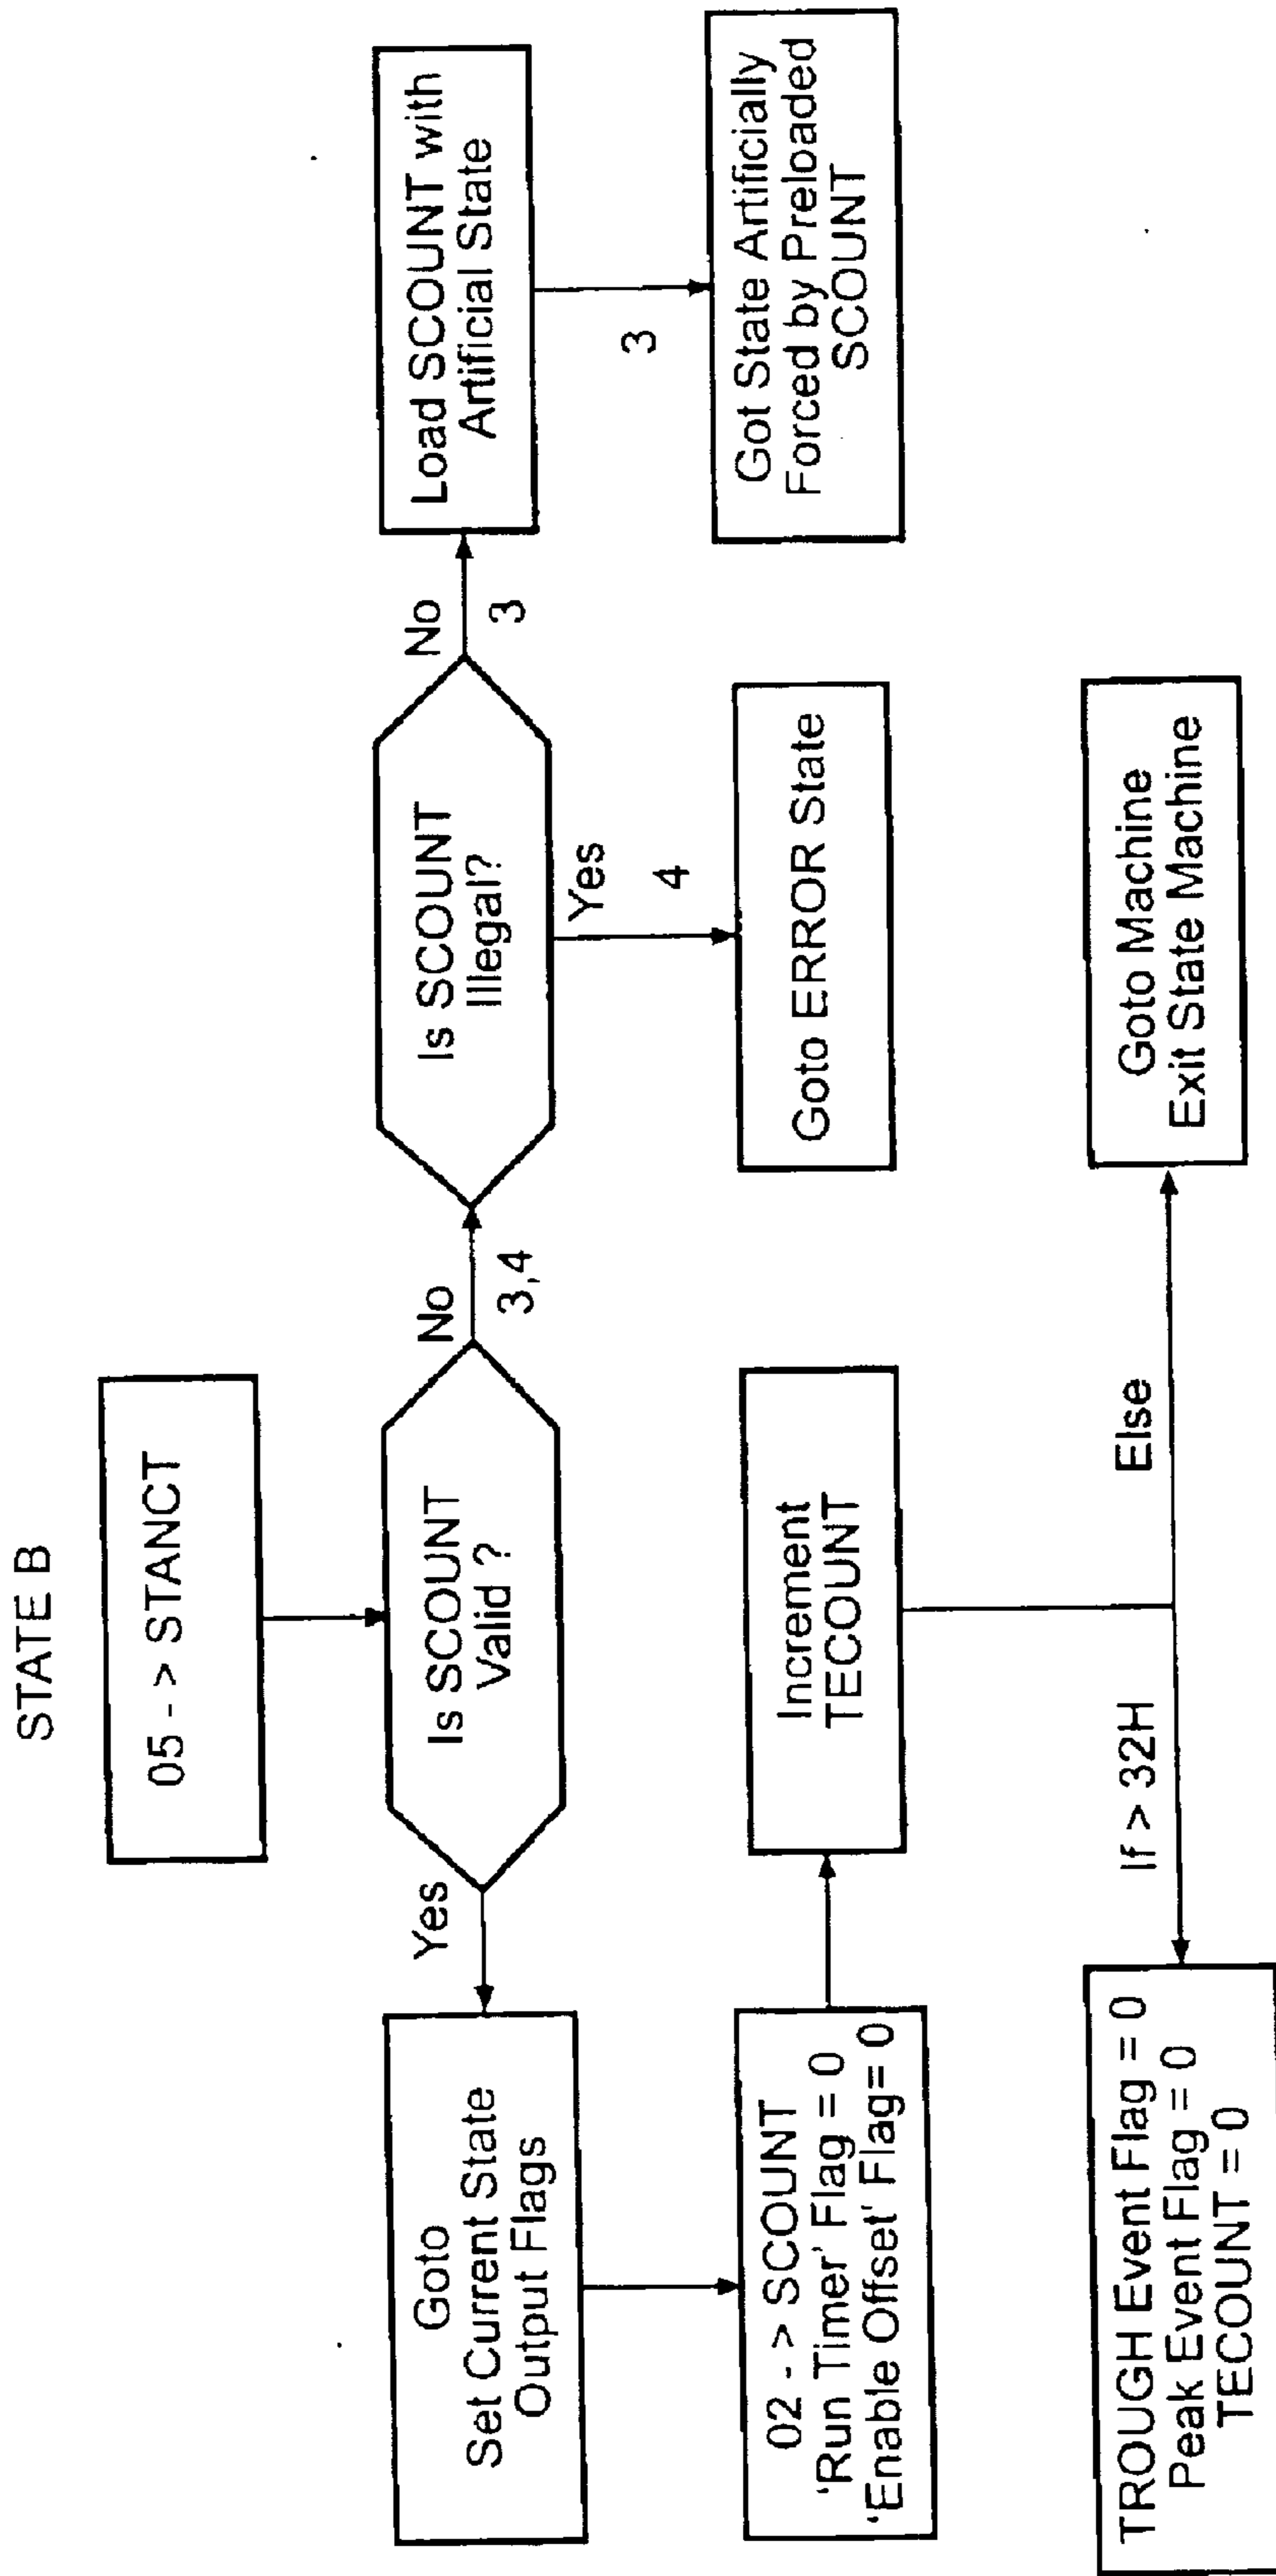 STATE B
05 - > STANCT
Is SCOUNT
Valid ?
Yes
No
3,4
Is SCOUNT
Illegal?
No
3
Yes
4
Load SCOUNT with
Artificial State
3
Got State Artificially
Forced by Preloaded
SCOUNT
Goto ERROR State
Goto
Set Current State
Output Flags
02 - > SCOUNT
'Run Timer' Flag = 0
'Enable Offset' Flag= 0
Increment
TECOUNT
If > 32H
Else
TROUGH Event Flag = 0
Peak Event Flag = 0
TECOUNT = 0
Goto Machine
Exit State Machine